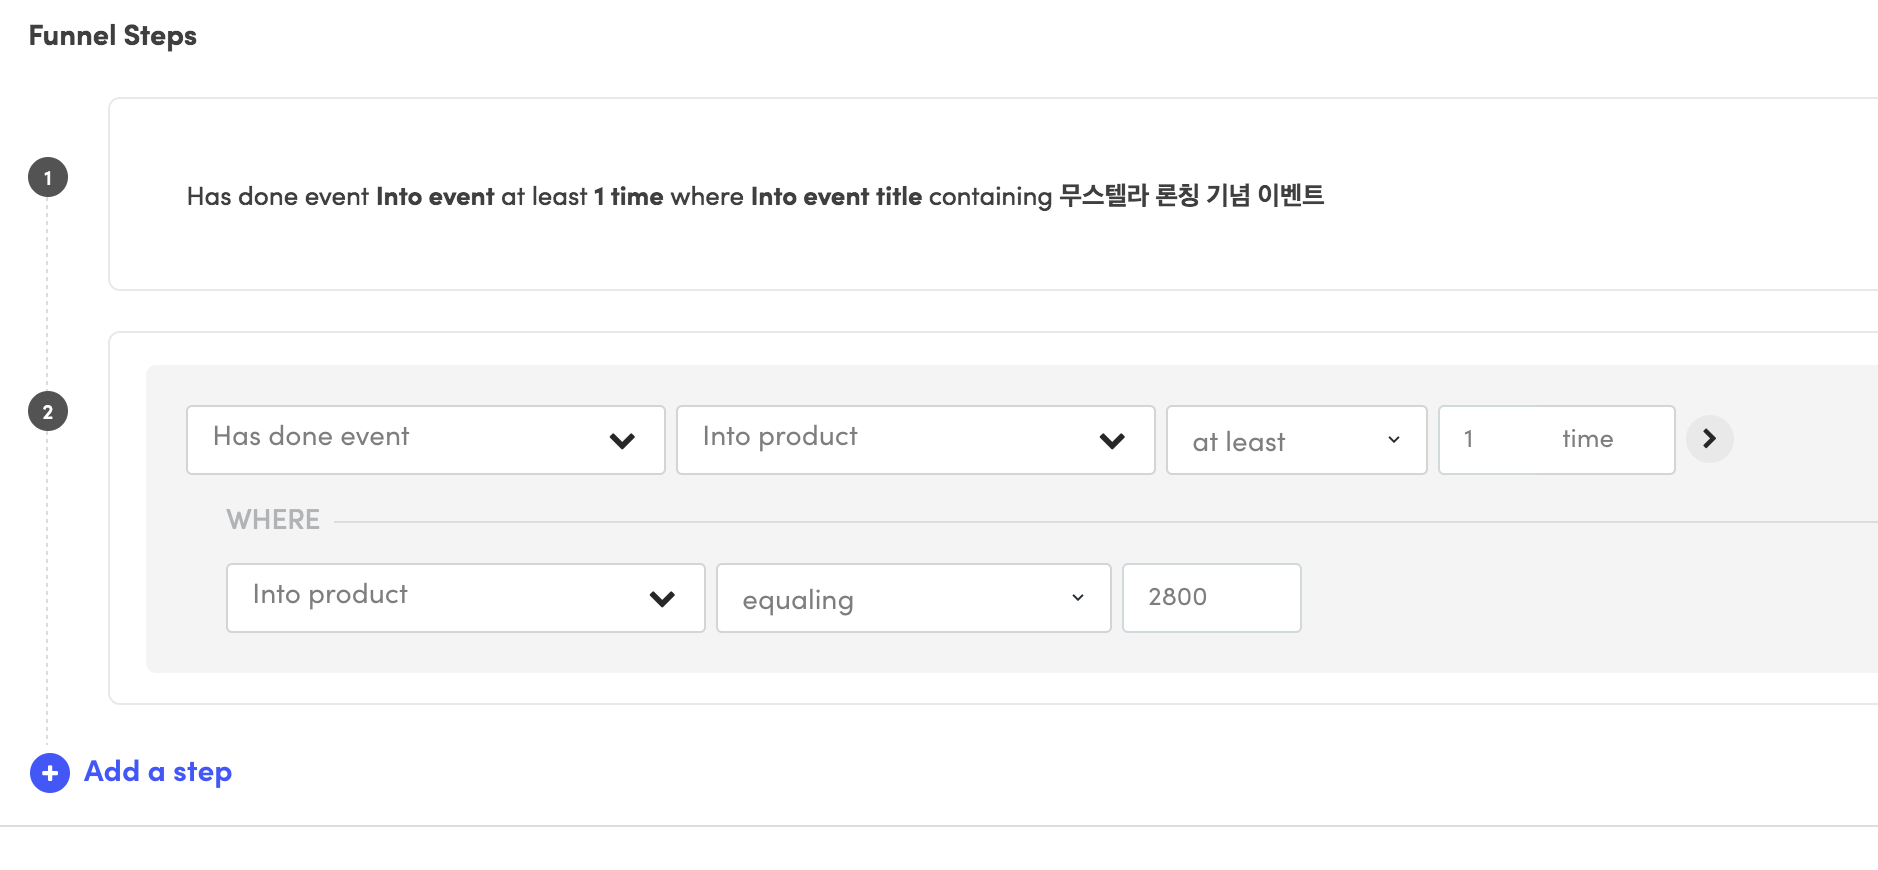 Funnel Steps
1
Has done event Into event at least 1 time where Into event title containing 무스텔라 론칭 기념 이벤트
2
Has done event Into product at least 1 time
WHERE
Into product equaling 2800
Add a step